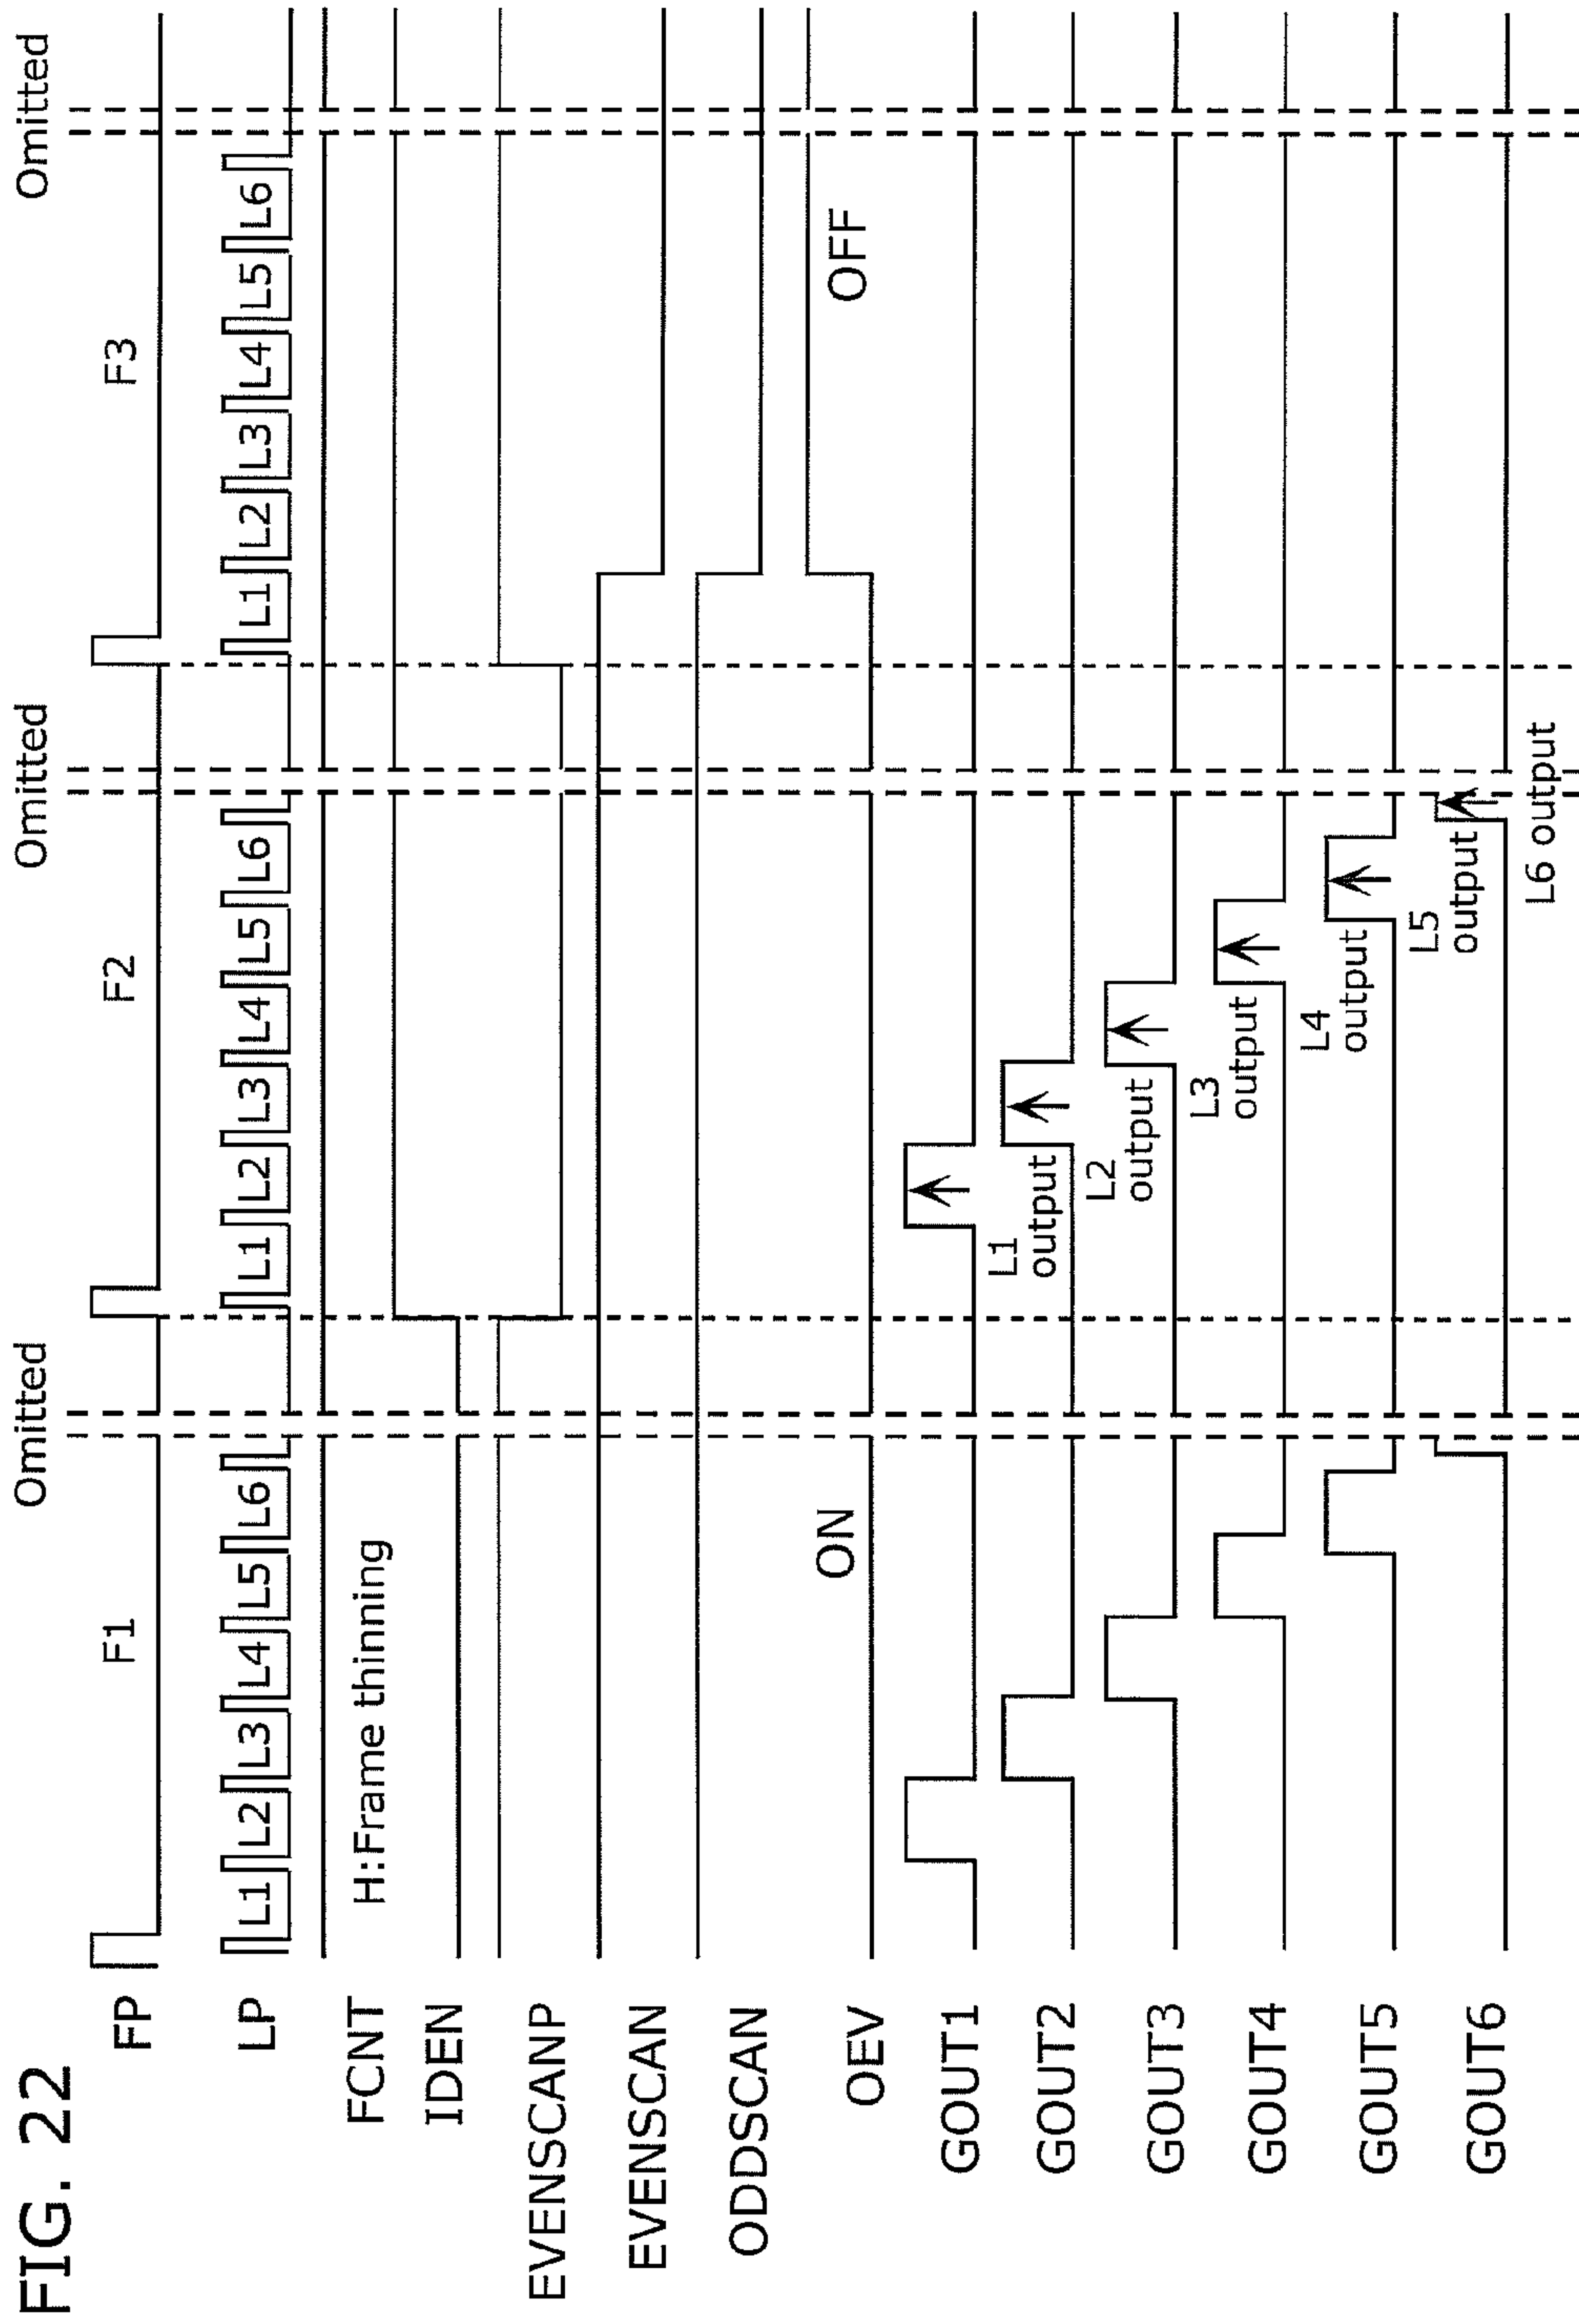 FIG. 22
Omitted
Omitted
Omitted
FP
F1
F2
F3
LP
L1 L2 L3 L4 L5 L6
L1 L2 L3 L4 L5 L6
L1 L2 L3 L4 L5 L6
FCNT
H:Frame thinning
IDEN
EVENSCANP
EVENSCAN
ODDSCAN
OEV
ON
OFF
GOUT1
L1
output
GOUT2
L2
output
GOUT3
L3
output
GOUT4
L4
output
GOUT5
L5
output
GOUT6
L6 output